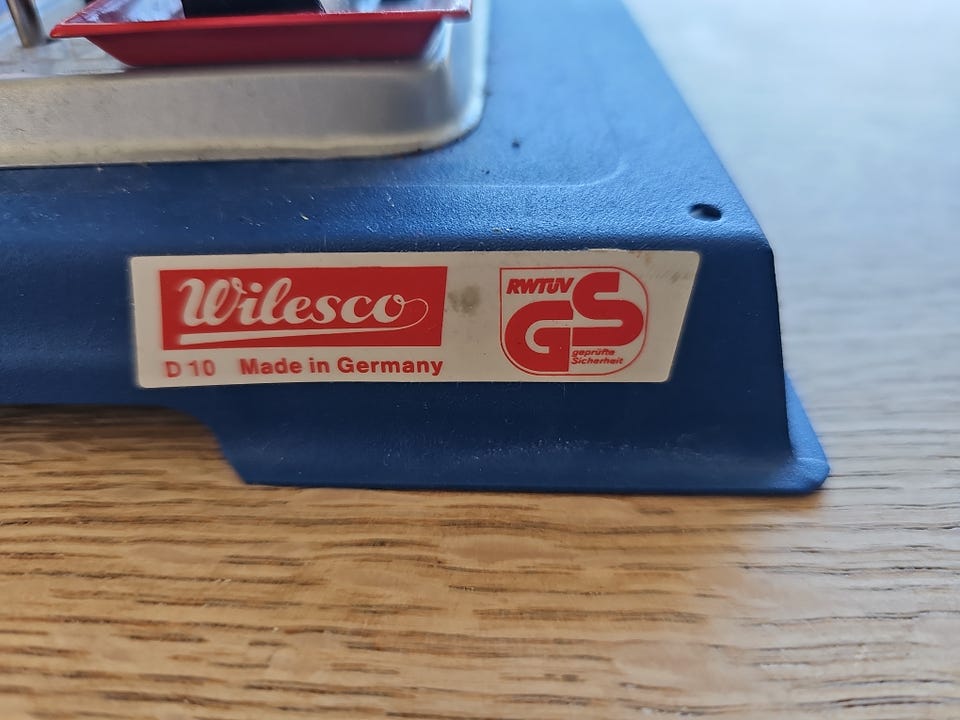 Wilesco
D 10 Made in Germany
RWTÜV
GS
geprüfte
Sicherheit